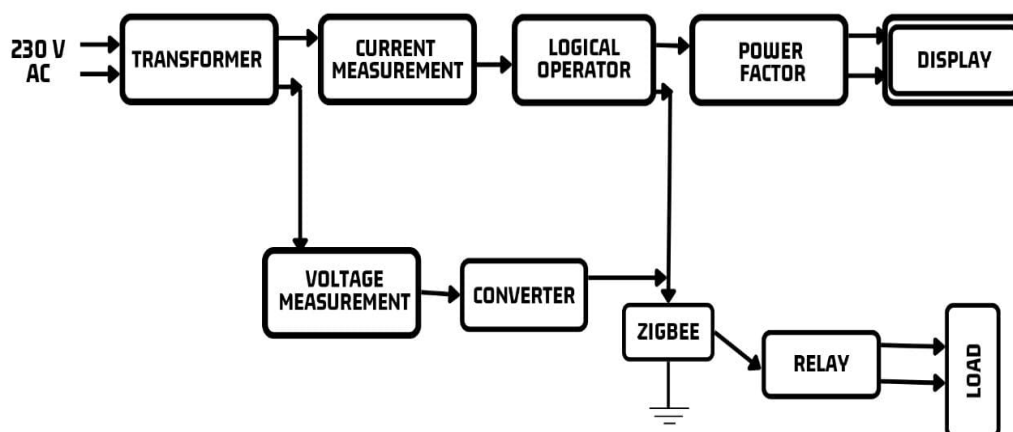 230 V
AC
TRANSFORMER
CURRENT
MEASUREMENT
LOGICAL
OPERATOR
POWER
FACTOR
DISPLAY
VOLTAGE
MEASUREMENT
CONVERTER
ZIGBEE
RELAY
LOAD